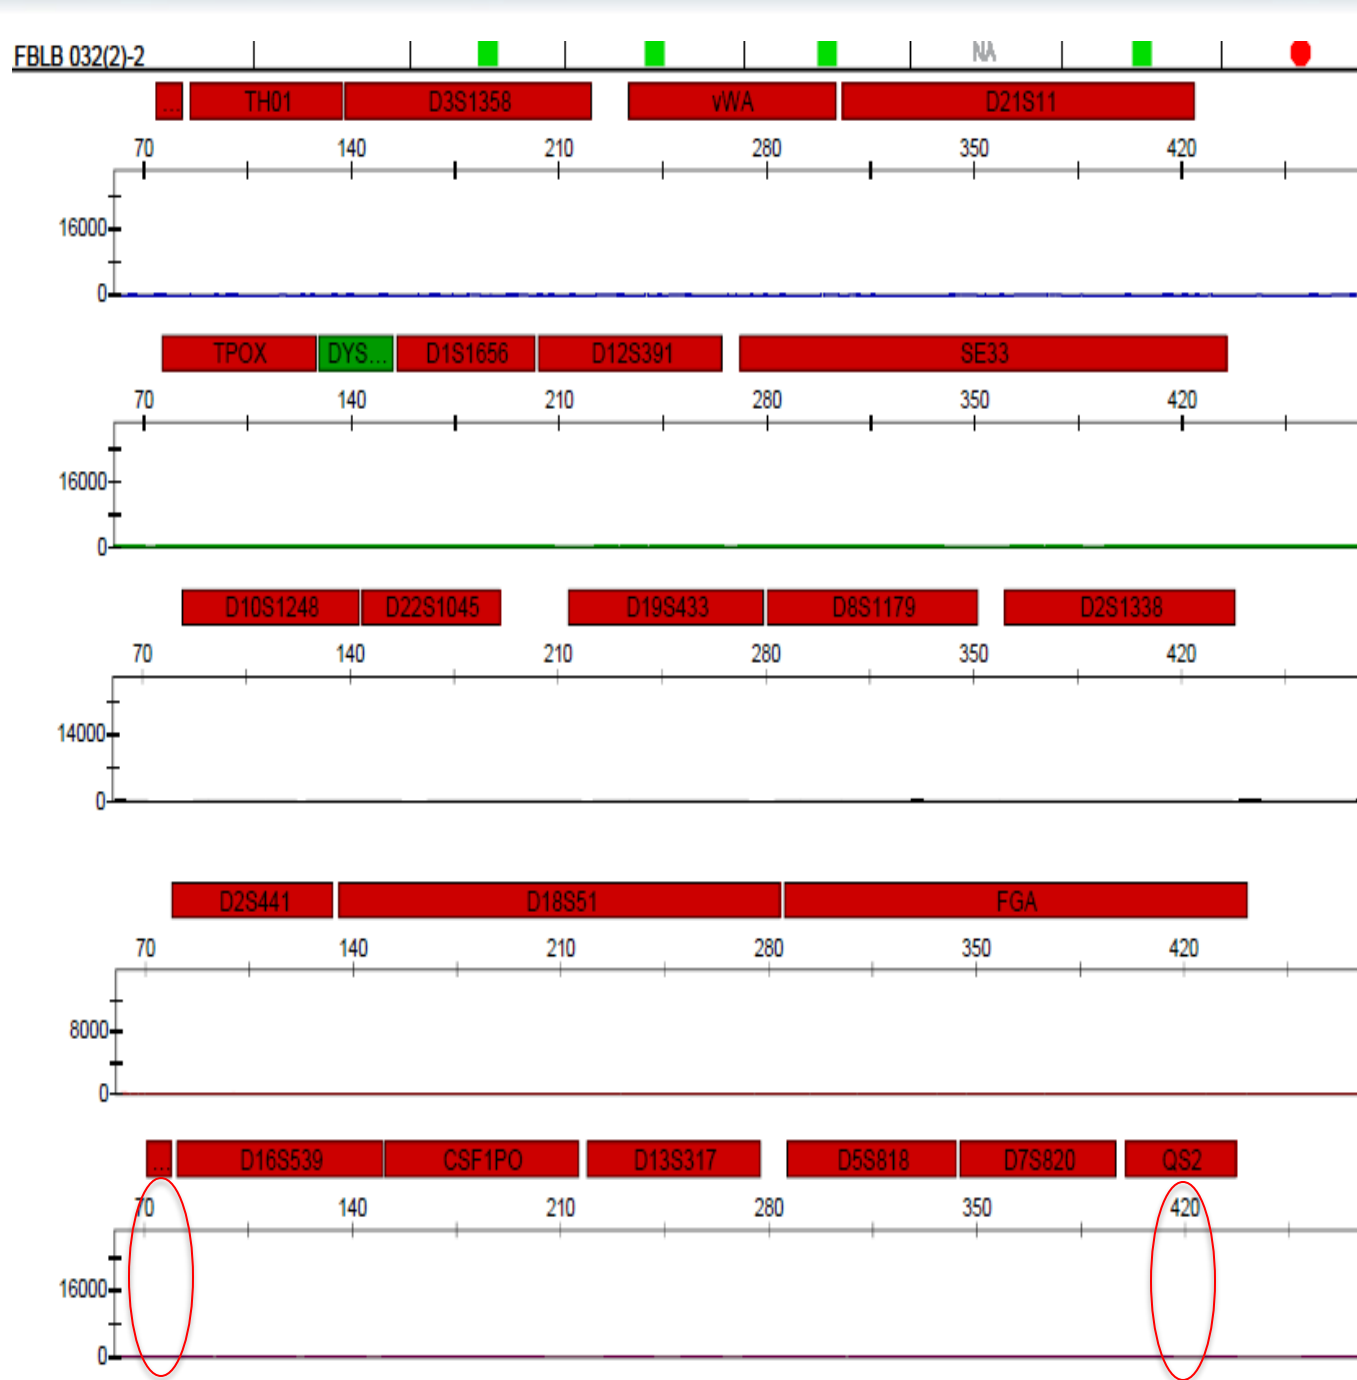 FBLB 032(2)-2 NA
... TH01 D3S1358 vWA D21S11
70 140 210 280 350 420
16000
0
TPOX DYS... D1S1656 D12S391 SE33
70 140 210 280 350 420
16000
0
D10S1248 D22S1045 D19S433 D8S1179 D2S1338
70 140 210 280 350 420
14000
0
D2S441 D18S51 FGA
70 140 210 280 350 420
8000
0
... D16S539 CSF1PO D13S317 D5S818 D7S820 QS2
70 140 210 280 350 420
16000
0